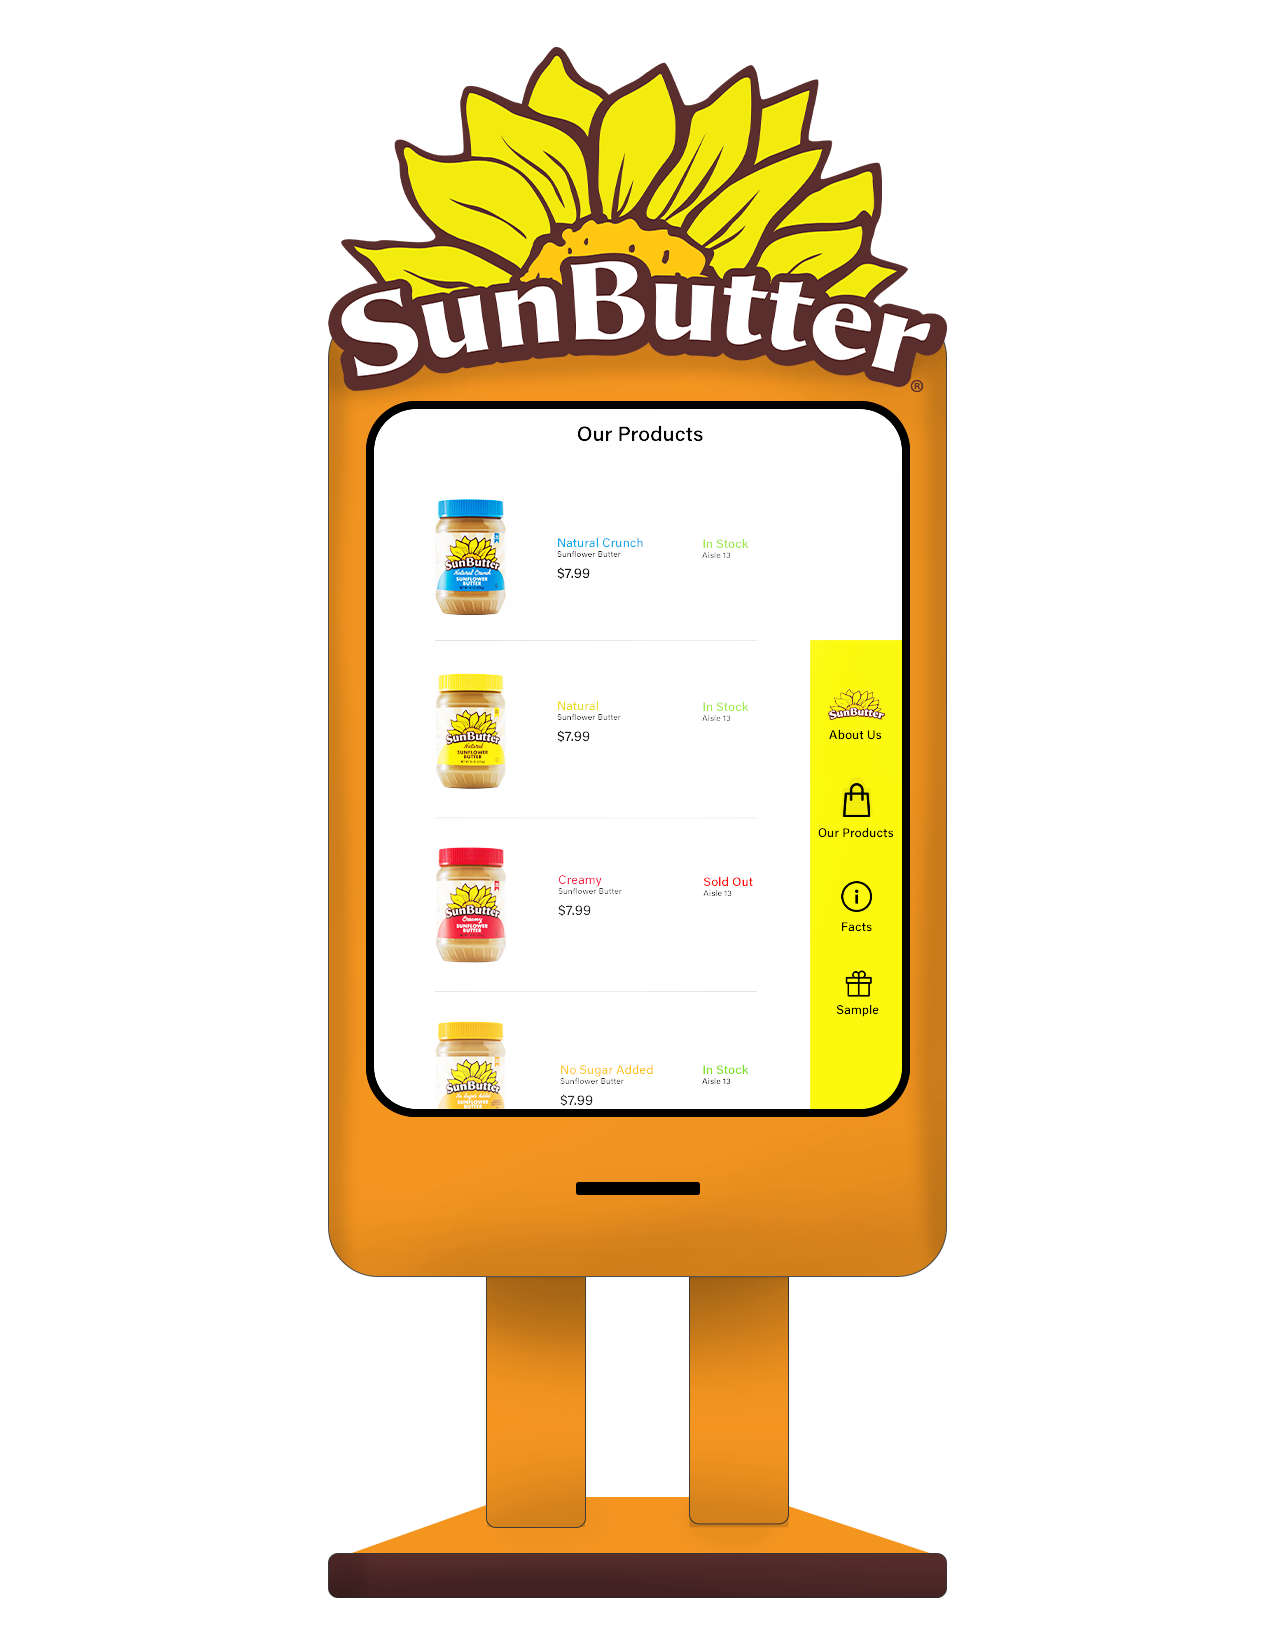 SunButter®
Our Products
SunButter
Natural Crunch
SUNFLOWER
BUTTER
Natural Crunch
Sunflower Butter
$7.99
In Stock
Aisle 13
SunButter
Natural
SUNFLOWER
BUTTER
Natural
Sunflower Butter
$7.99
In Stock
Aisle 13
SunButter
Creamy
SUNFLOWER
BUTTER
Creamy
Sunflower Butter
$7.99
Sold Out
Aisle 13
SunButter
No Sugar Added
SUNFLOWER
No Sugar Added
Sunflower Butter
$7.99
In Stock
Aisle 13
SunButter
About Us
Our Products
Facts
Sample